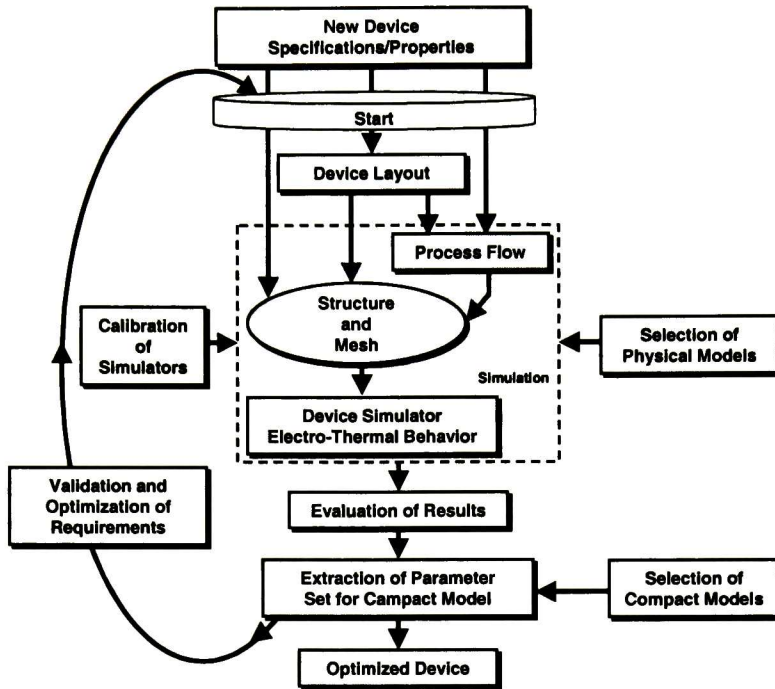 New Device
Specifications/Properties
Start
Device Layout
Process Flow
Structure
and
Mesh
Calibration
of
Simulators
Selection of
Physical Models
Simulation
Device Simulator
Electro-Thermal Behavior
Validation and
Optimization of
Requirements
Evaluation of Results
Extraction of Parameter
Set for Campact Model
Selection of
Compact Models
Optimized Device